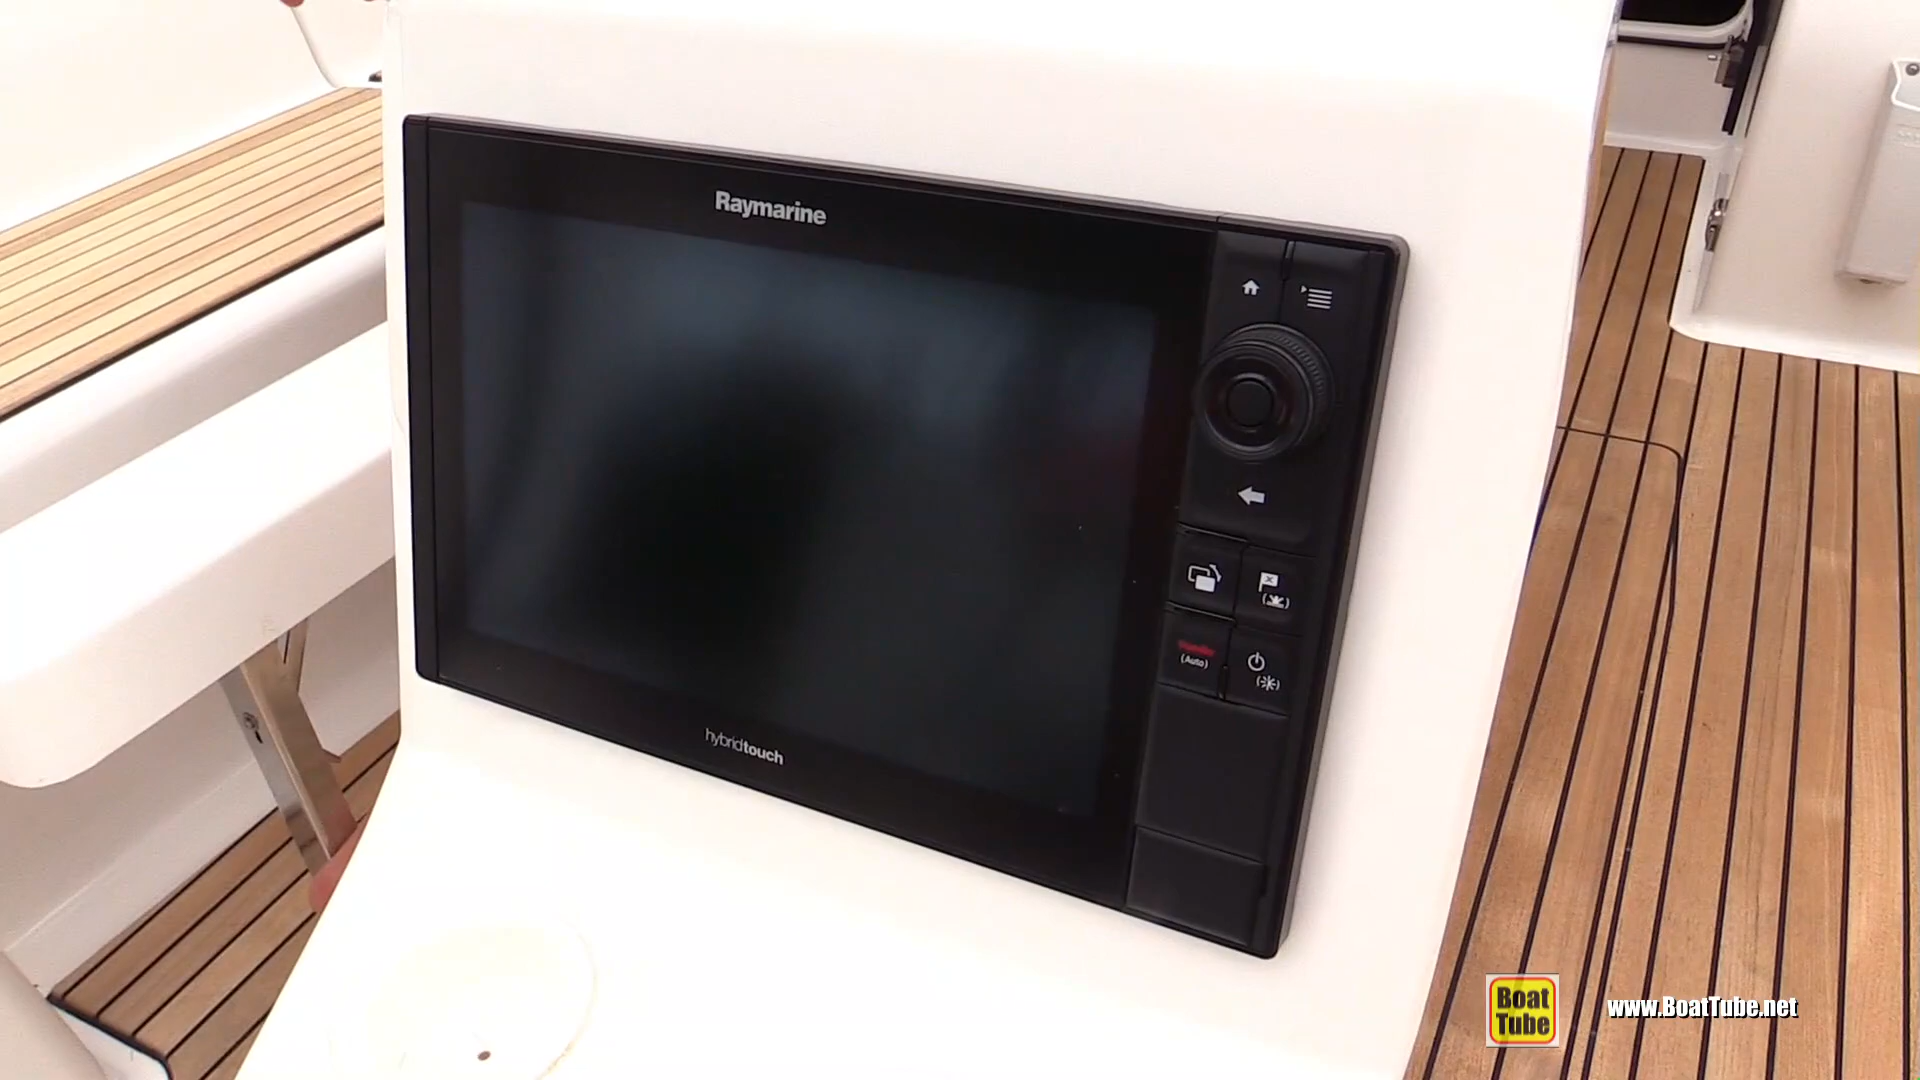 Raymarine
(Auto)
hybridtouch
Boat
Tube
www.BoatTube.net